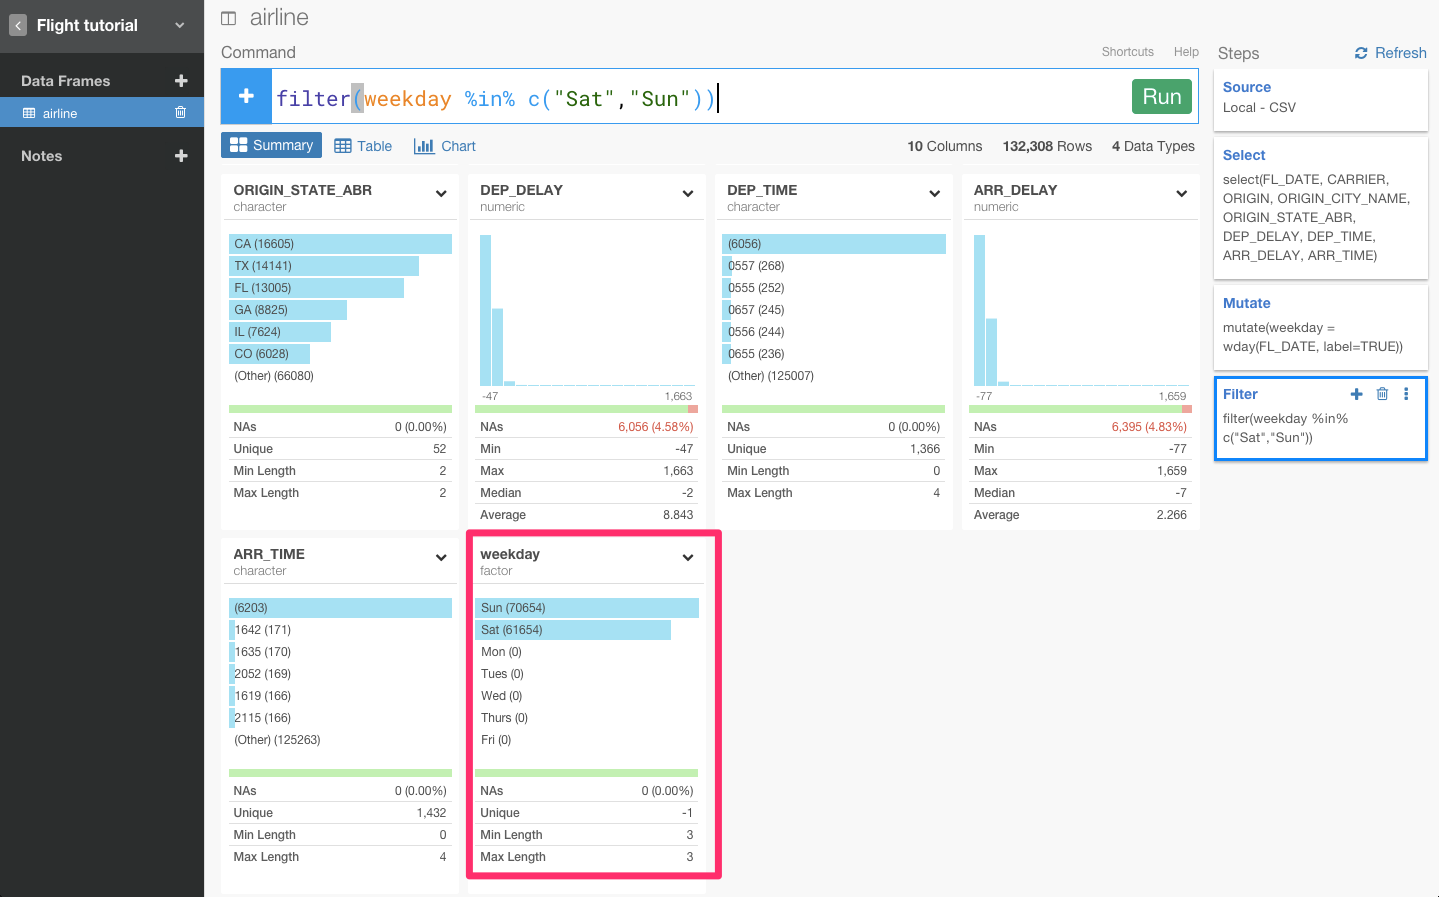 Flight tutorial
Data Frames
airline
Notes
airline
Command
Shortcuts Help
filter(weekday %in% c("Sat","Sun"))
Run
Summary Table Chart
10 Columns 132,308 Rows 4 Data Types
ORIGIN_STATE_ABR
character
CA (16605)
TX (14141)
FL (13005)
GA (8825)
IL (7624)
CO (6028)
(Other) (66080)
NAs 0 (0.00%)
Unique 52
Min Length 2
Max Length 2
DEP_DELAY
numeric
-47 1,663
NAs 6,056 (4.58%)
Min -47
Max 1,663
Median -2
Average 8.843
DEP_TIME
character
(6056)
0557 (268)
0555 (252)
0657 (245)
0556 (244)
0655 (236)
(Other) (125007)
NAs 0 (0.00%)
Unique 1,366
Min Length 0
Max Length 4
ARR_DELAY
numeric
-77 1,659
NAs 6,395 (4.83%)
Min -77
Max 1,659
Median -7
Average 2.266
ARR_TIME
character
(6203)
1642 (171)
1635 (170)
2052 (169)
1619 (166)
2115 (166)
(Other) (125263)
NAs 0 (0.00%)
Unique 1,432
Min Length 0
Max Length 4
weekday
factor
Sun (70654)
Sat (61654)
Mon (0)
Tues (0)
Wed (0)
Thurs (0)
Fri (0)
NAs 0 (0.00%)
Unique -1
Min Length 3
Max Length 3
Steps Refresh
Source
Local - CSV
Select
select(FL_DATE, CARRIER,
ORIGIN, ORIGIN_CITY_NAME,
ORIGIN_STATE_ABR,
DEP_DELAY, DEP_TIME,
ARR_DELAY, ARR_TIME)
Mutate
mutate(weekday =
wday(FL_DATE, label=TRUE))
Filter
filter(weekday %in%
c("Sat","Sun"))